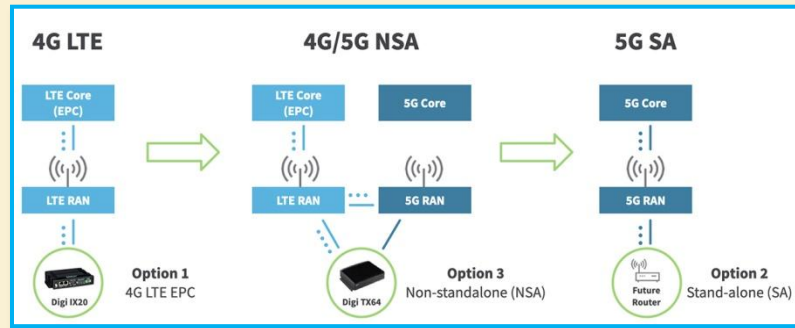 4G LTE
4G/5G NSA
5G SA
LTE Core
(EPC)
LTE Core
(EPC)
5G Core
5G Core
LTE RAN
LTE RAN
5G RAN
5G RAN
Digi IX20
Option 1
4G LTE EPC
Digi TX64
Option 3
Non-standalone (NSA)
Future
Router
Option 2
Stand-alone (SA)